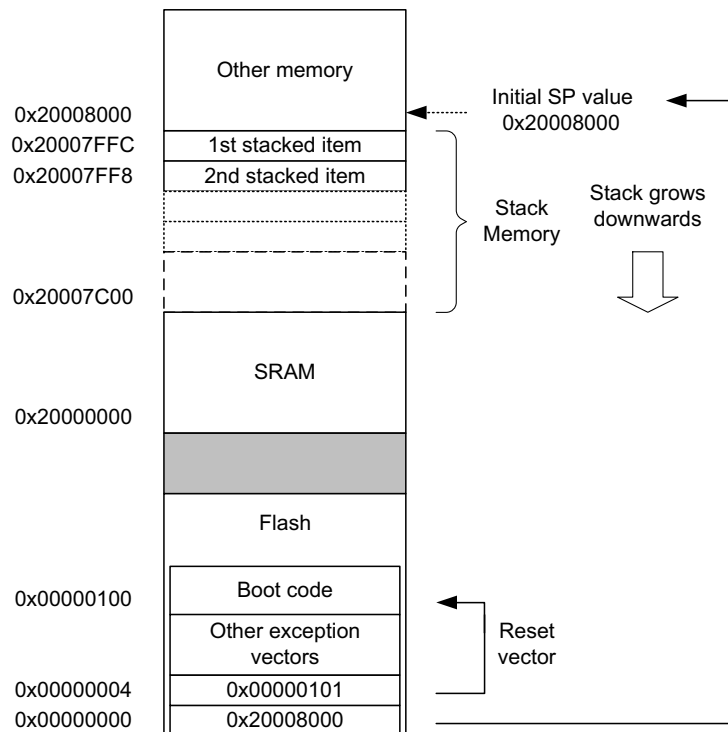 Other memory
Initial SP value
0x20008000
0x20008000
0x20007FFC
1st stacked item
0x20007FF8
2nd stacked item
Stack
Memory
Stack grows
downwards
0x20007C00
SRAM
0x20000000
Flash
Boot code
0x00000100
Other exception
vectors
Reset
vector
0x00000004
0x00000101
0x00000000
0x20008000